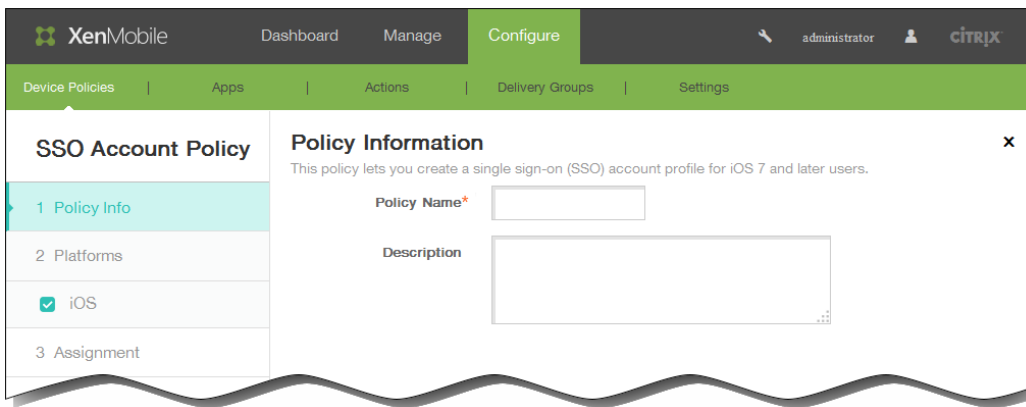 XenMobile Dashboard Manage Configure administrator CİTRIX
Device Policies | Apps | Actions | Delivery Groups | Settings
SSO Account Policy
1 Policy Info
2 Platforms
iOS
3 Assignment
Policy Information
This policy lets you create a single sign-on (SSO) account profile for iOS 7 and later users.
Policy Name*
Description
x